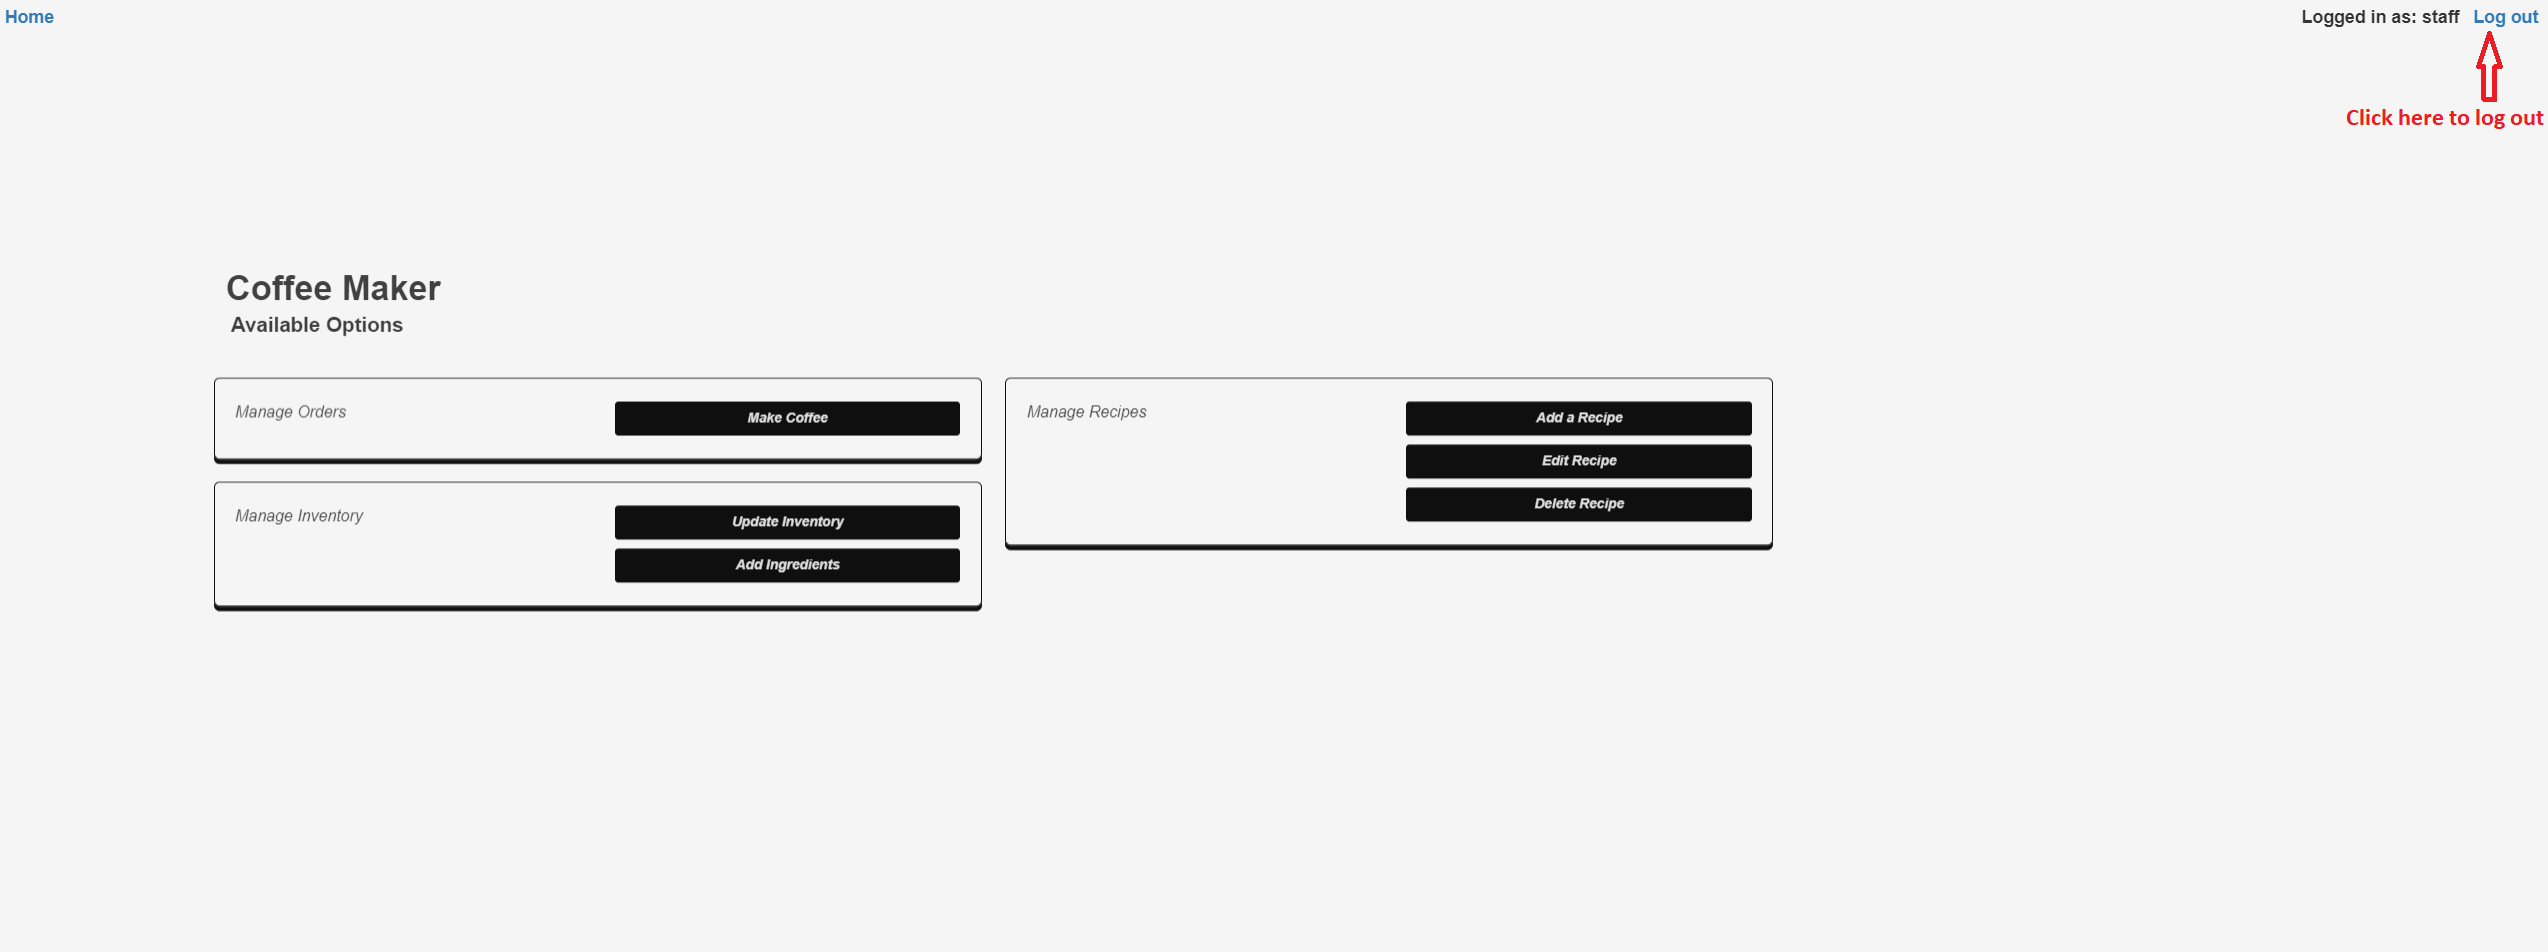 Home
Logged in as: staff Log out
Click here to log out
Coffee Maker
Available Options
Manage Orders
Make Coffee
Manage Inventory
Update Inventory
Add Ingredients
Manage Recipes
Add a Recipe
Edit Recipe
Delete Recipe